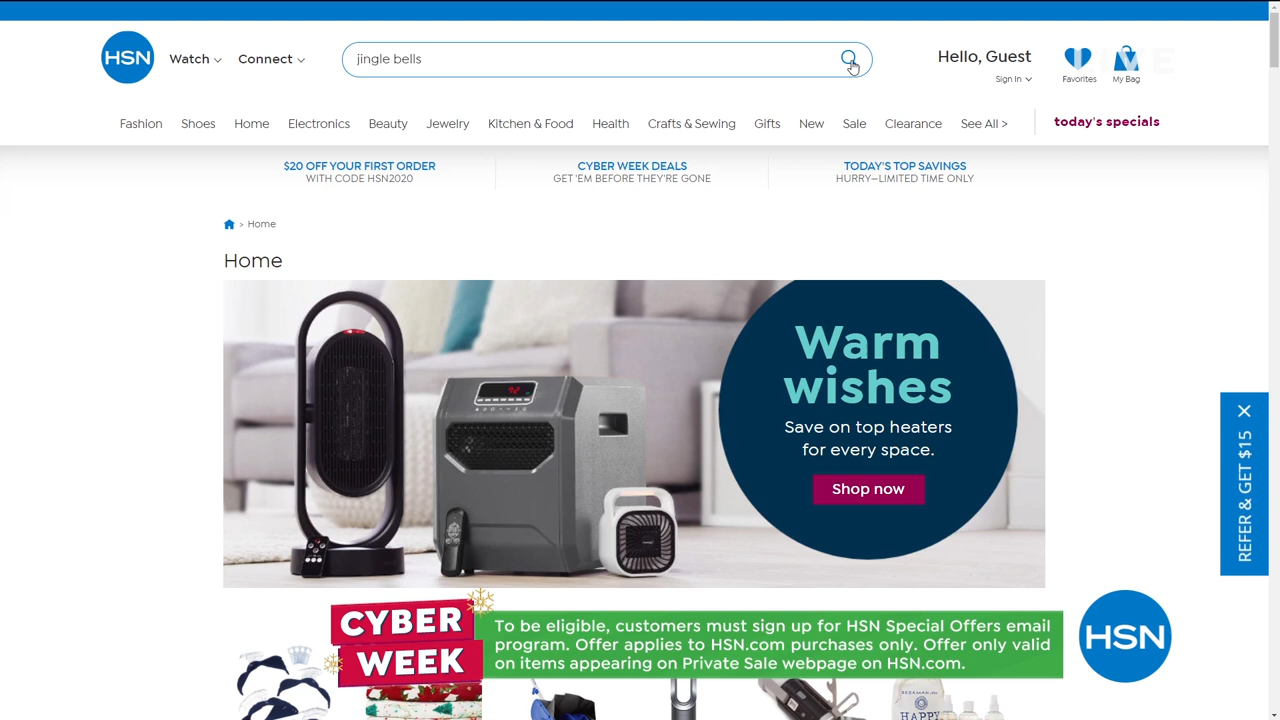 HSN
Watch
Connect
jingle bells
Hello, Guest
Sign In
Favorites
My Bag
Fashion
Shoes
Home
Electronics
Beauty
Jewelry
Kitchen & Food
Health
Crafts & Sewing
Gifts
New
Sale
Clearance
See All >
today's specials
$20 OFF YOUR FIRST ORDER
WITH CODE HSN2020
CYBER WEEK DEALS
GET 'EM BEFORE THEY'RE GONE
TODAY'S TOP SAVINGS
HURRY—LIMITED TIME ONLY
> Home
Home
92
Warm
wishes
Save on top heaters
for every space.
Shop now
REFER & GET $15
CYBER
WEEK
To be eligible, customers must sign up for HSN Special Offers email
program. Offer applies to HSN.com purchases only. Offer only valid
on items appearing on Private Sale webpage on HSN.com.
HSN
BEEKMAN
HAPPY